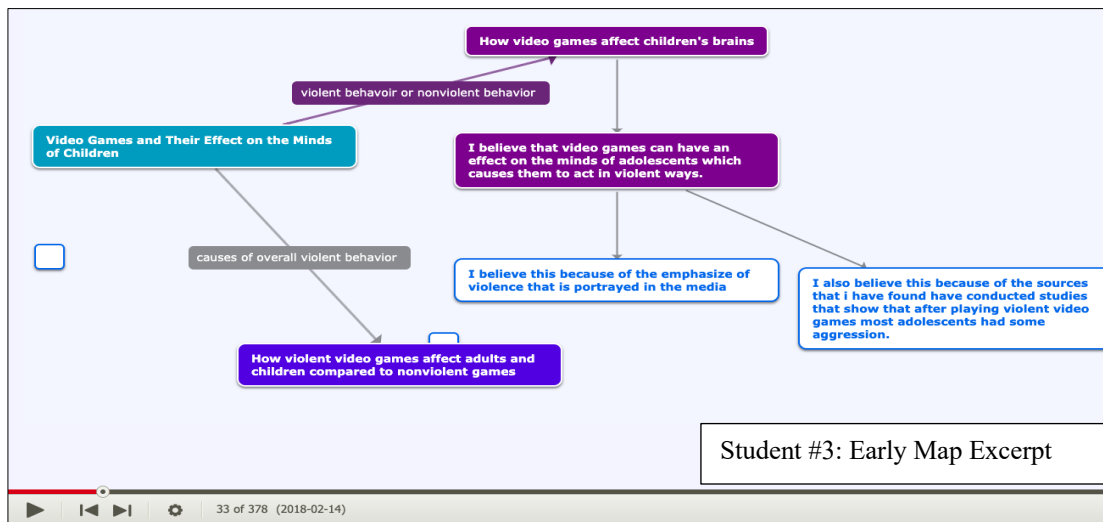 How video games affect children's brains
violent behavoir or nonviolent behavior
Video Games and Their Effect on the Minds
of Children
I believe that video games can have an
effect on the minds of adolescents which
causes them to act in violent ways.
causes of overall violent behavior
I believe this because of the emphasize of
violence that is portrayed in the media
I also believe this because of the sources
that i have found have conducted studies
that show that after playing violent video
games most adolescents had some
aggression.
How violent video games affect adults and
children compared to nonviolent games
Student #3: Early Map Excerpt
33 of 378 (2018-02-14)